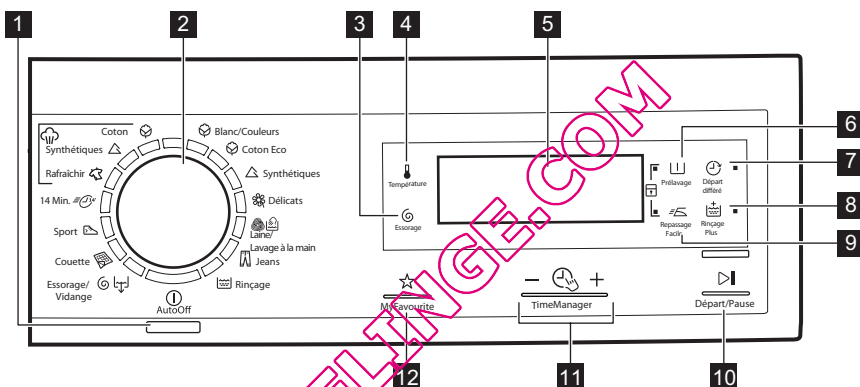 1
2
3
4
5
6
7
8
9
Coton
Blanc/Couleurs
Synthétiques
Coton Eco
Rafraichir
Synthétiques
14 Min.
Délicats
Sport
Laine/
Lavage à la main
Couette
Jeans
Essorage/
Vidange
Rinçage
AutoOff
Température
Essorage
Prélavage
Départ
différé
Repassage
Facile
Rinçage
Plus
MyFavourite
TimeManager
Départ/Pause
12
11
10